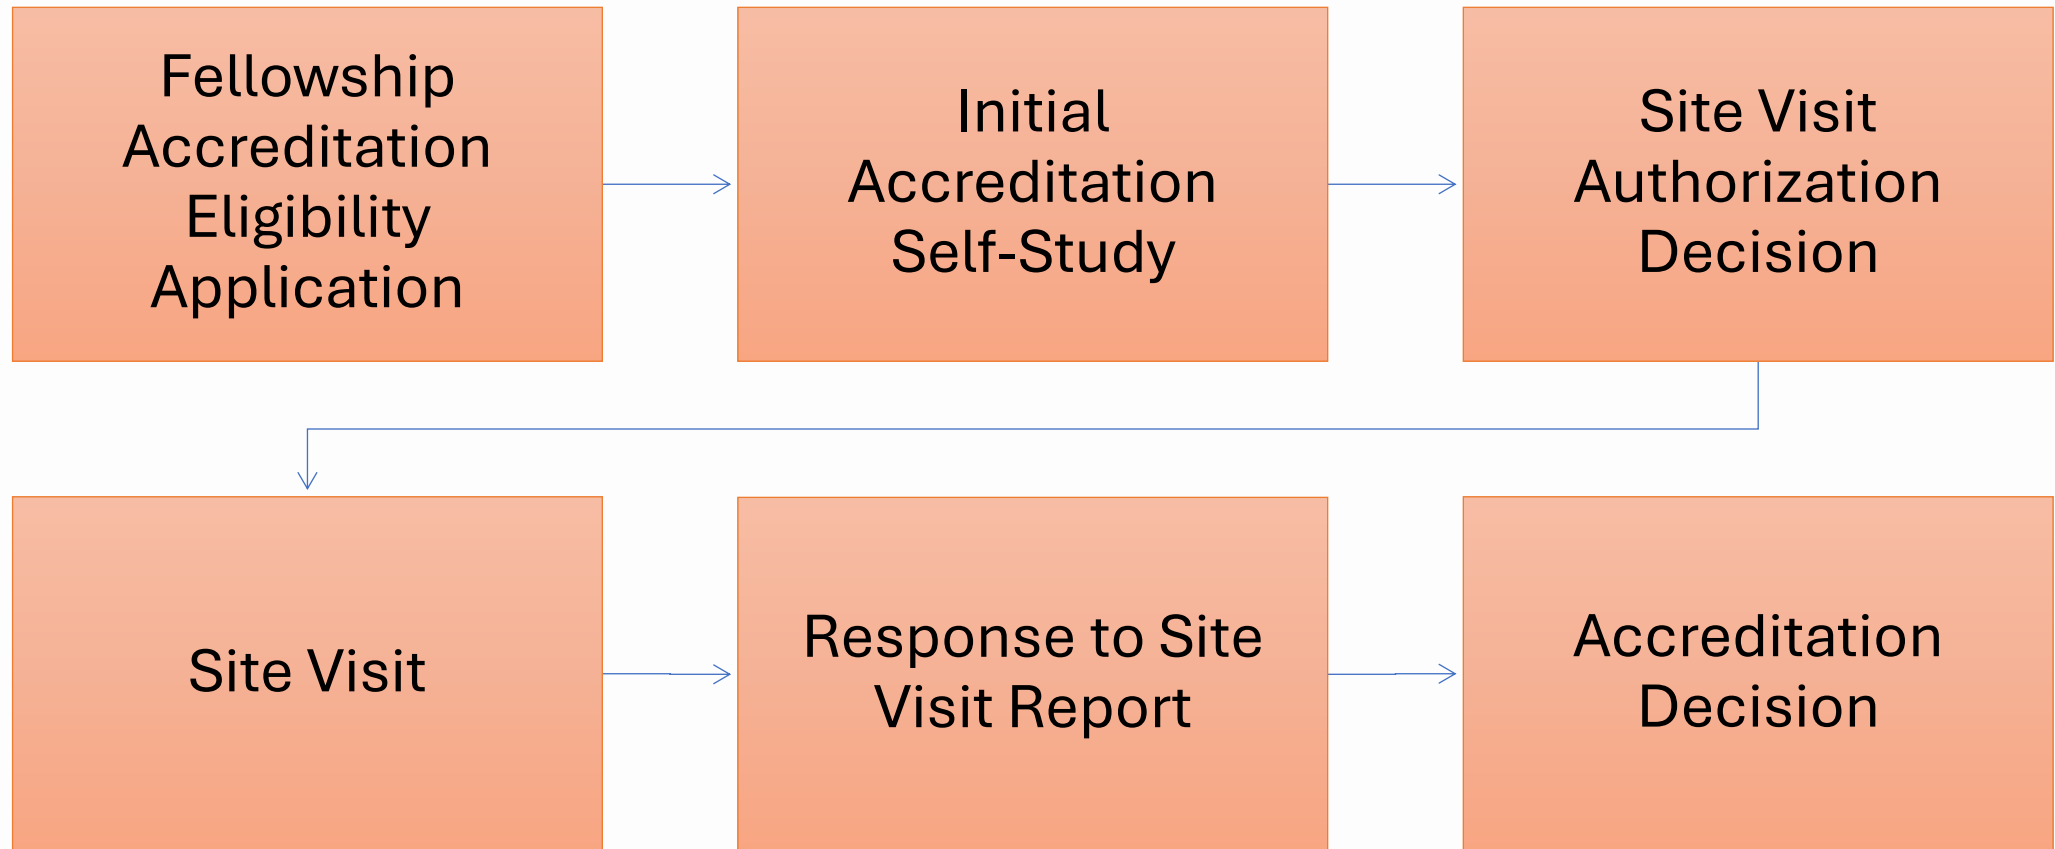 Fellowship
Accreditation
Eligibility
Application
Initial
Accreditation
Self-Study
Site Visit
Authorization
Decision
Site Visit
Response to Site
Visit Report
Accreditation
Decision